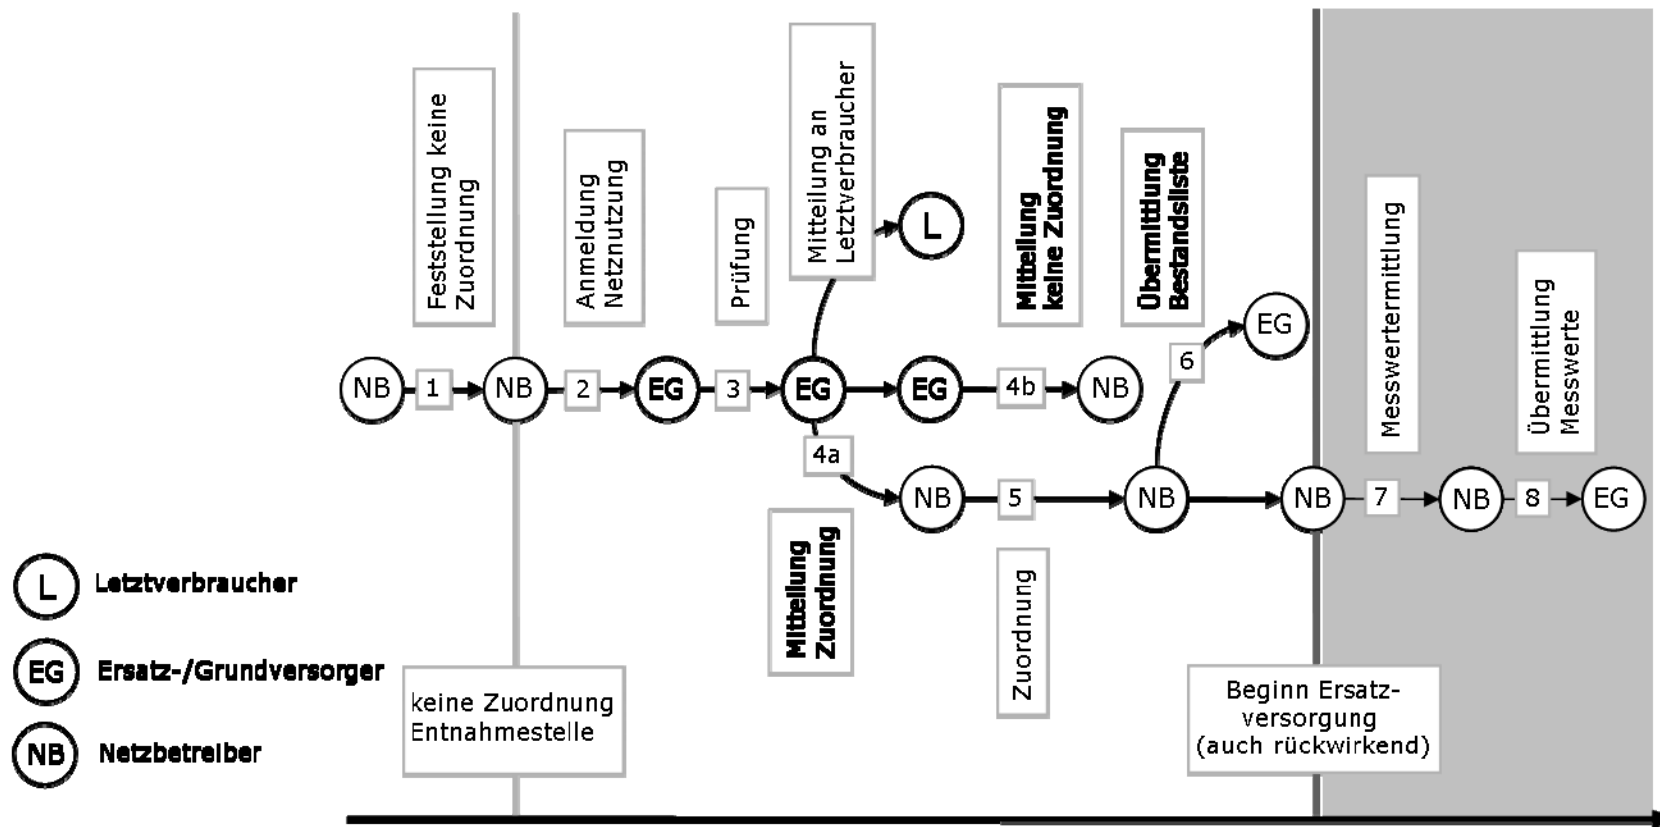 Feststellung keine
Zuordnung
Anmeldung
Netznutzung
Prüfung
Mitteilung an
Letztverbraucher
Mitteilung
keine Zuordnung
Übermittlung
Bestandsliste
Messwertermittlung
Übermittlung
Messwerte
L
EG
6
NB
1
NB
2
EG
3
EG
EG
4b
NB
4a
NB
5
NB
NB
7
NB
8
EG
Mitteilung
Zuordnung
Zuordnung
L
Letztverbraucher
EG
Ersatz-/Grundversorger
NB
Netzbetreiber
keine Zuordnung
Entnahmestelle
Beginn Ersatz-
versorgung
(auch rückwirkend)